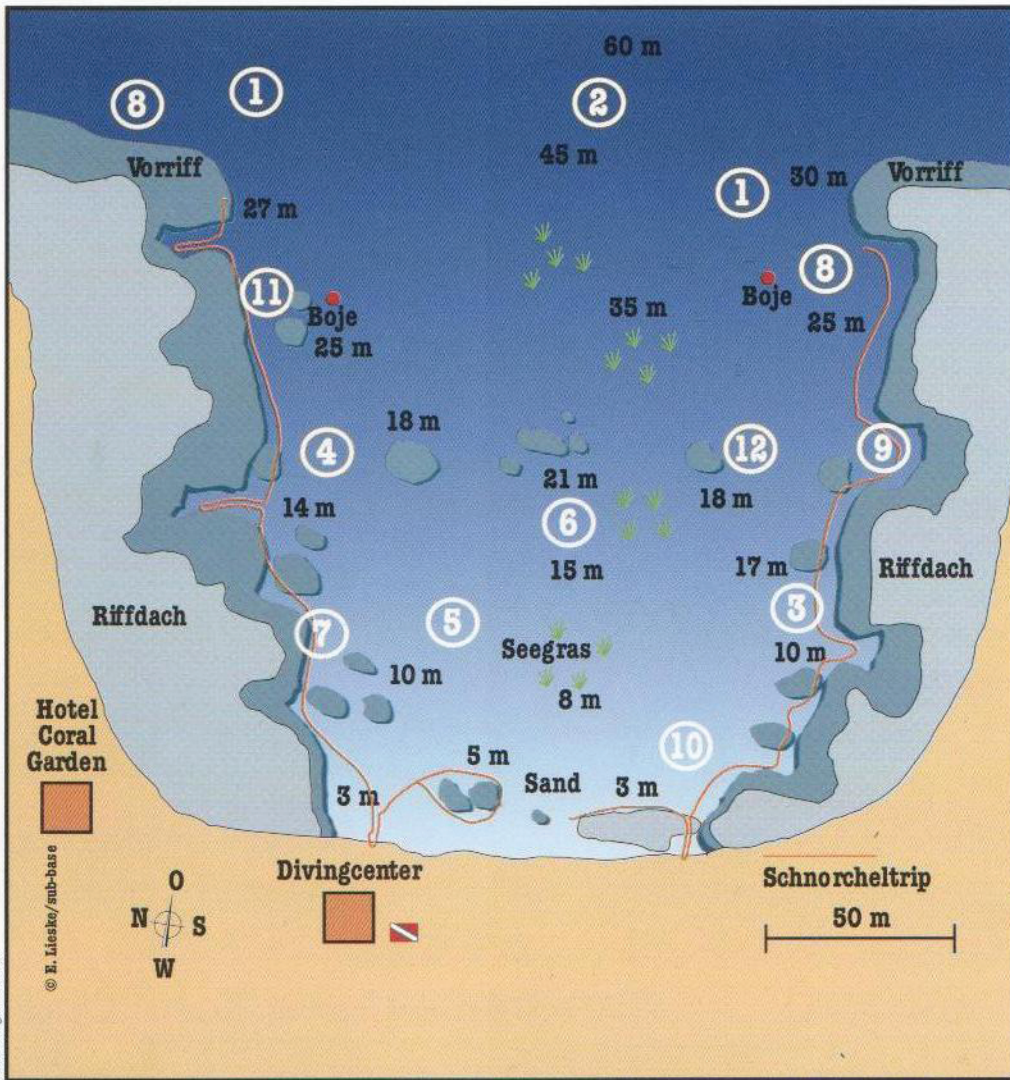 60 m
8
1
2
45 m
Vorriff
1
30 m
Vorriff
27 m
8
11
Boje
25 m
Boje
25 m
35 m
18 m
4
12
9
21 m
18 m
14 m
6
15 m
17 m
Riffdach
Riffdach
7
5
3
Seegras
10 m
10 m
8 m
Hotel
Coral
Garden
10
5 m
Sand
3 m
3 m
Divingcenter
Schnorcheltrip
50 m
O
N S
W
© E. Lieske/sub-base